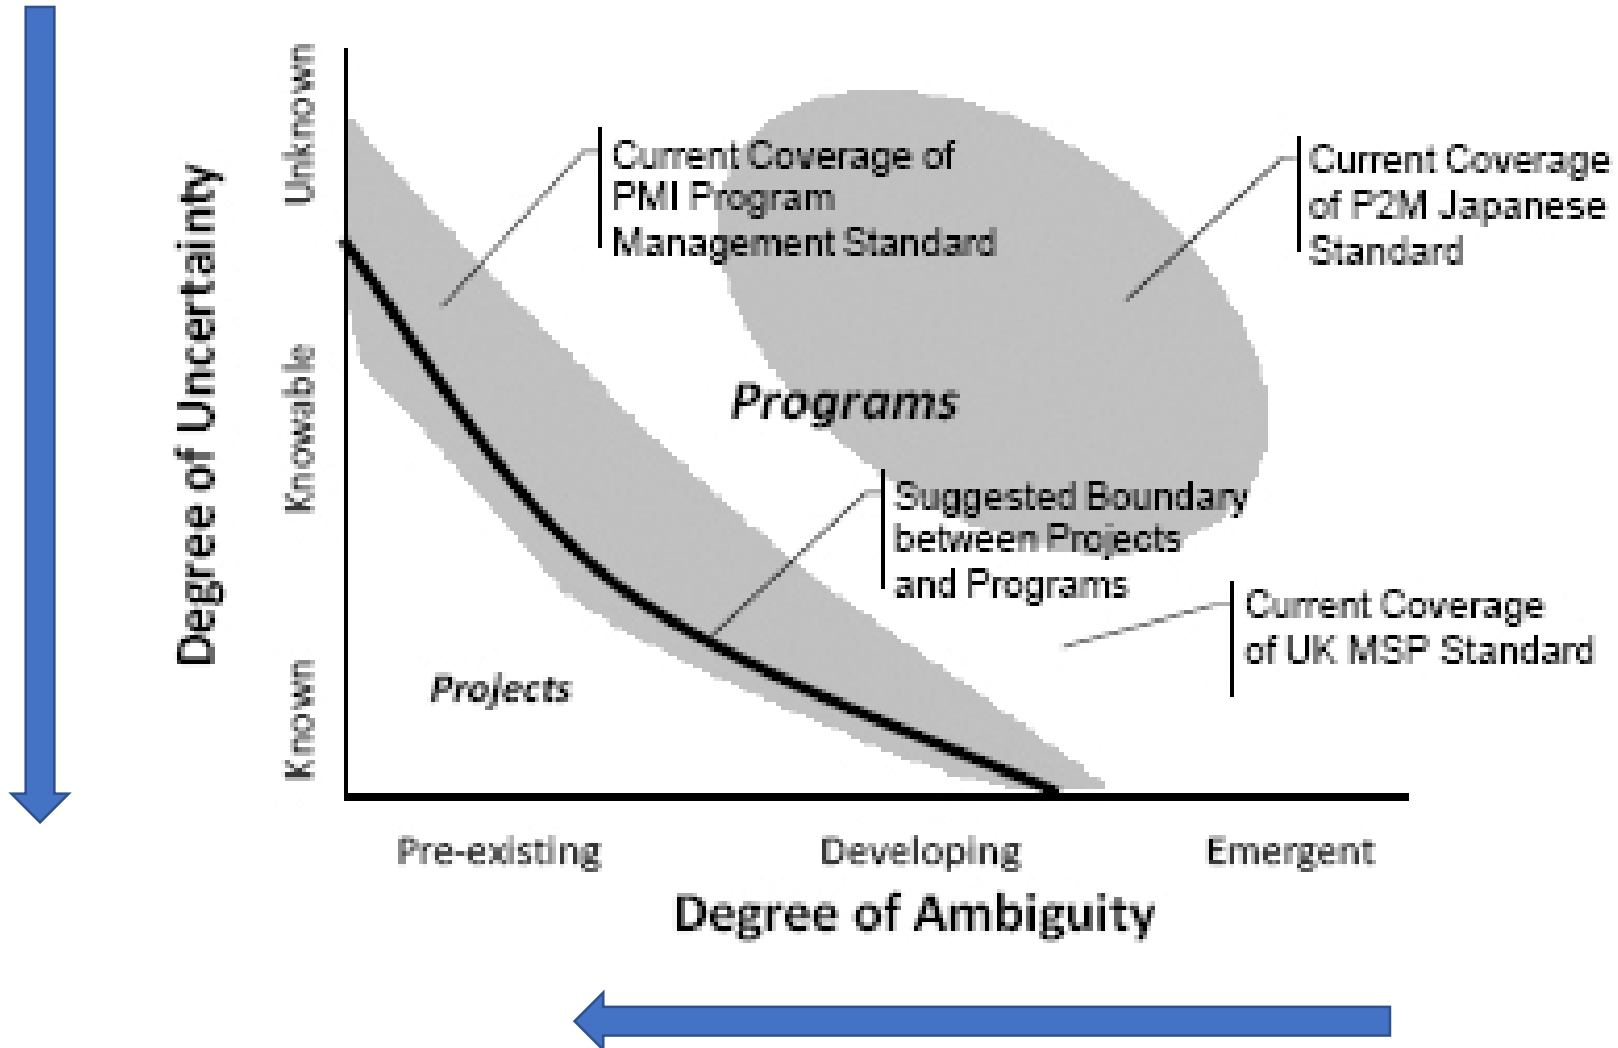 Unknown
Knowable
Known
Degree of Uncertainty
Current Coverage of
PMI Program
Management Standard
Current Coverage
of P2M Japanese
Standard
Programs
Suggested Boundary
between Projects
and Programs
Current Coverage
of UK MSP Standard
Projects
Pre-existing
Developing
Emergent
Degree of Ambiguity